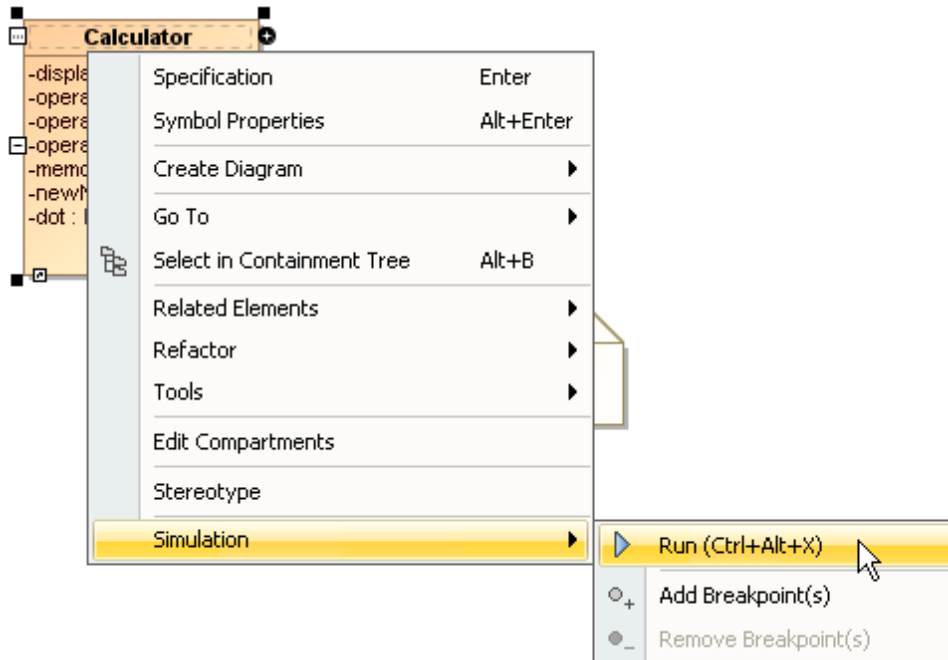 Calculator
-displa
-opera
-opera
-opera
-memo
-new
-dot :
Specification Enter
Symbol Properties Alt+Enter
Create Diagram
Go To
Select in Containment Tree Alt+B
Related Elements
Refactor
Tools
Edit Compartments
Stereotype
Simulation
Run (Ctrl+Alt+X)
Add Breakpoint(s)
Remove Breakpoint(s)